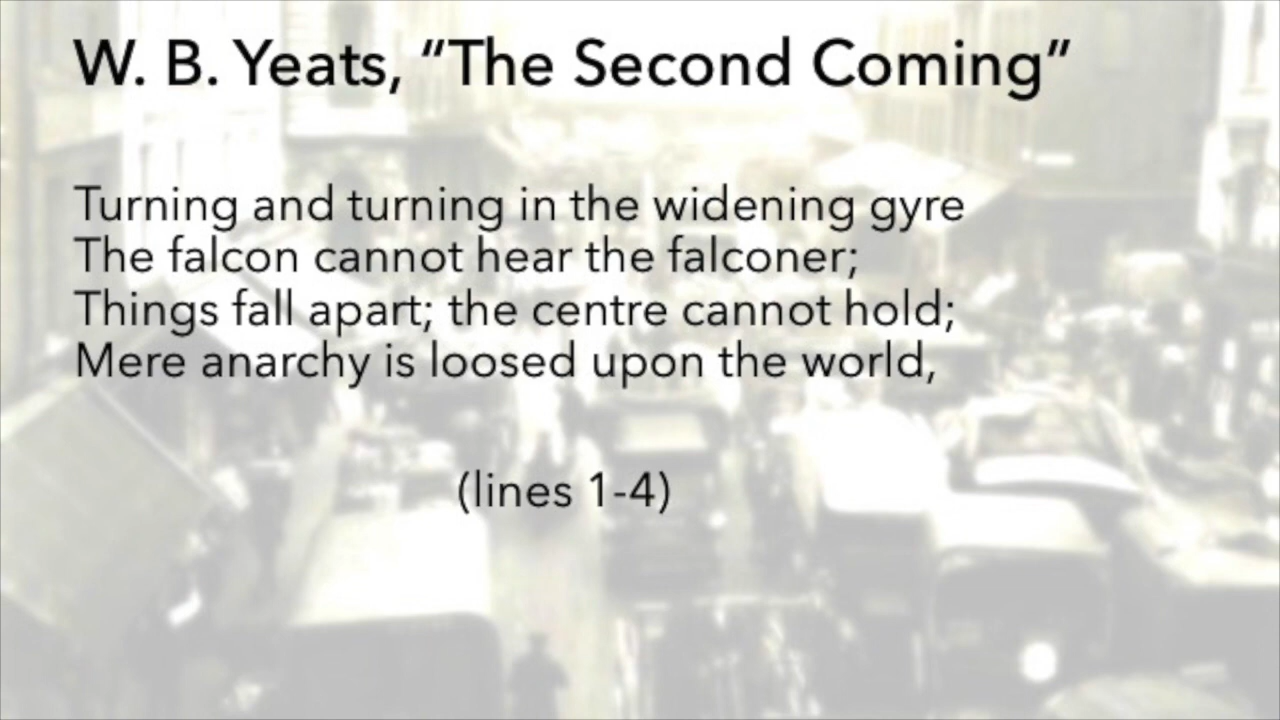 W. B. Yeats, “The Second Coming”
Turning and turning in the widening gyre
The falcon cannot hear the falconer;
Things fall apart; the centre cannot hold;
Mere anarchy is loosed upon the world,
(lines 1-4)